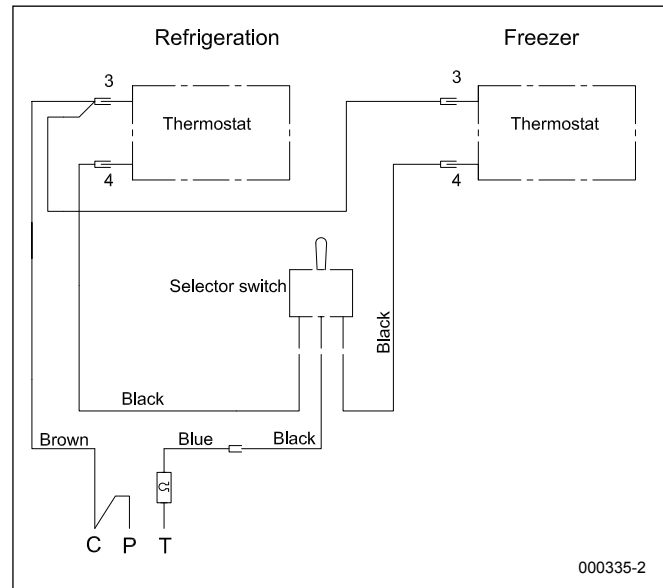 Refrigeration
Freezer
3
3
Thermostat
Thermostat
4
4
Selector switch
Black
Black
Brown
Blue
Black
Ω
C P T
000335-2